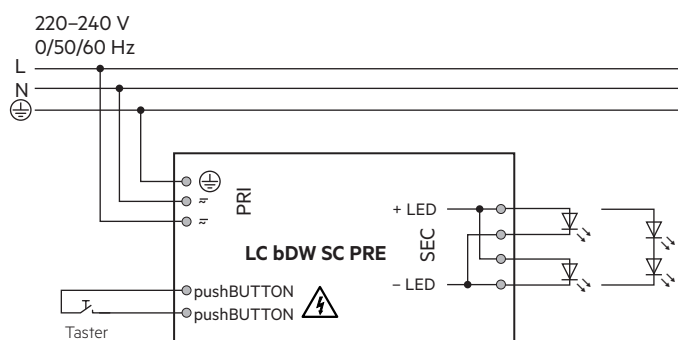 220–240 V
0/50/60 Hz
L
N
PRI
+ LED
SEC
LC bDW SC PRE
– LED
pushBUTTON
pushBUTTON
Taster